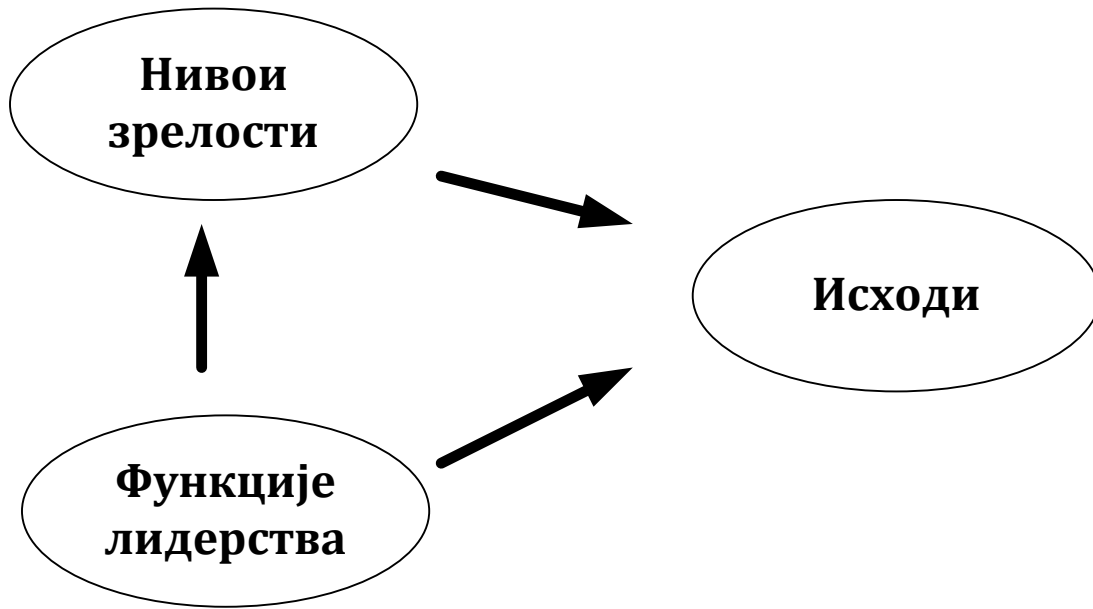 Нивои
зрелости
Исходи
Функције
лидерства